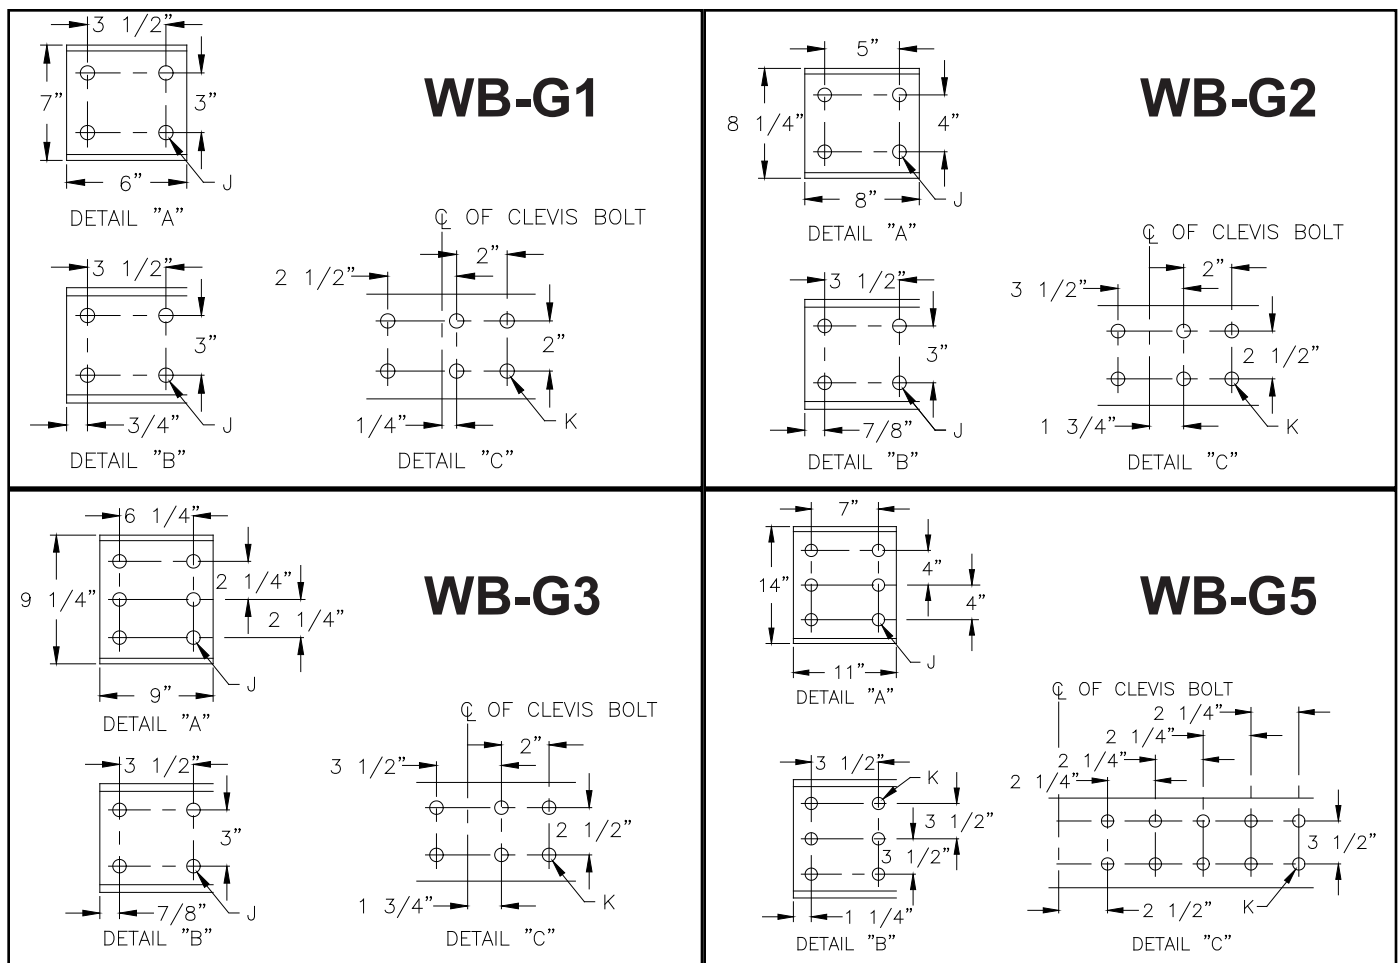 3 1/2”
7”
3”
6”
J
DETAIL ”A”
WB-G1
℄ OF CLEVIS BOLT
3 1/2”
3”
3/4”
J
DETAIL ”B”
2 1/2”
2”
2”
1/4”
K
DETAIL ”C”
5”
8 1/4”
4”
8”
J
DETAIL ”A”
WB-G2
℄ OF CLEVIS BOLT
3 1/2”
3”
7/8”
J
DETAIL ”B”
3 1/2”
2”
2 1/2”
1 3/4”
K
DETAIL ”C”
6 1/4”
9 1/4”
2 1/4”
2 1/4”
9”
J
DETAIL ”A”
WB-G3
℄ OF CLEVIS BOLT
3 1/2”
3”
7/8”
J
DETAIL ”B”
3 1/2”
2”
2 1/2”
1 3/4”
K
DETAIL ”C”
7”
14”
4”
4”
11”
J
DETAIL ”A”
WB-G5
℄ OF CLEVIS BOLT
3 1/2”
K
3 1/2”
3 1/2”
1 1/4”
DETAIL ”B”
2 1/4”
2 1/4”
2 1/4”
2 1/4”
3 1/2”
2 1/2”
K
DETAIL ”C”